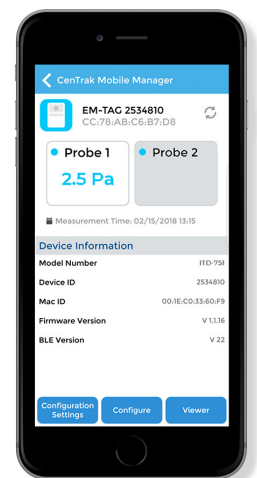 CenTrak Mobile Manager
EM-TAG 2534810
CC:78:AB:C6:B7:D8
Probe 1
Probe 2
2.5 Pa
Measurement Time: 02/15/2018 13:15
Device Information
Model Number ITD-751
Device ID 2534810
Mac ID 00:1E:C0:33:60:F9
Firmware Version V 1.1.16
BLE Version V 22
Configuration
Settings
Configure
Viewer